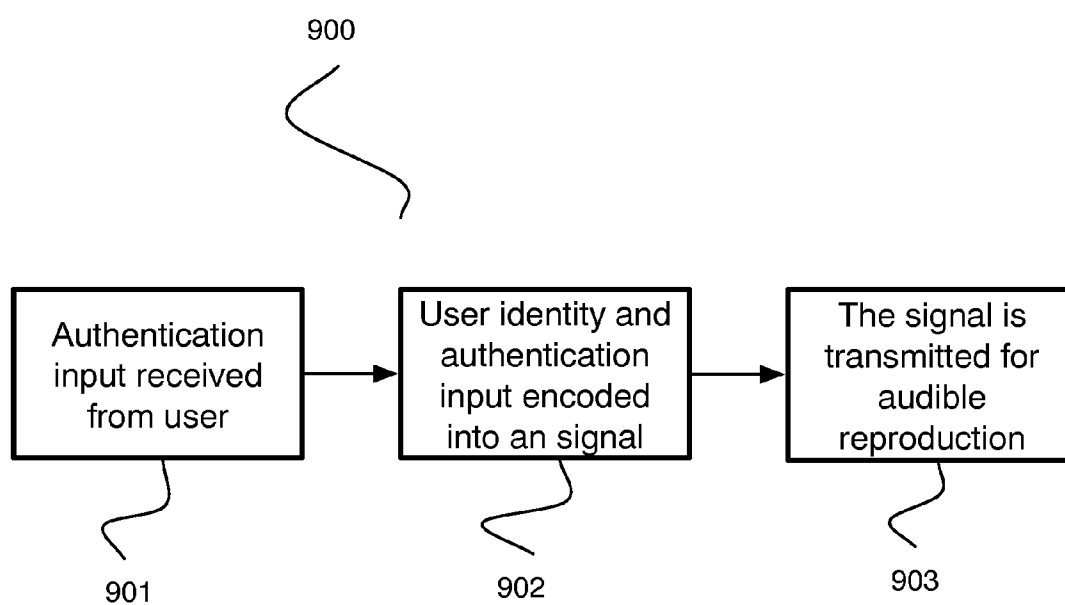 900
Authentication
input received
from user
User identity and
authentication
input encoded
into an signal
The signal is
transmitted for
audible
reproduction
901
902
903